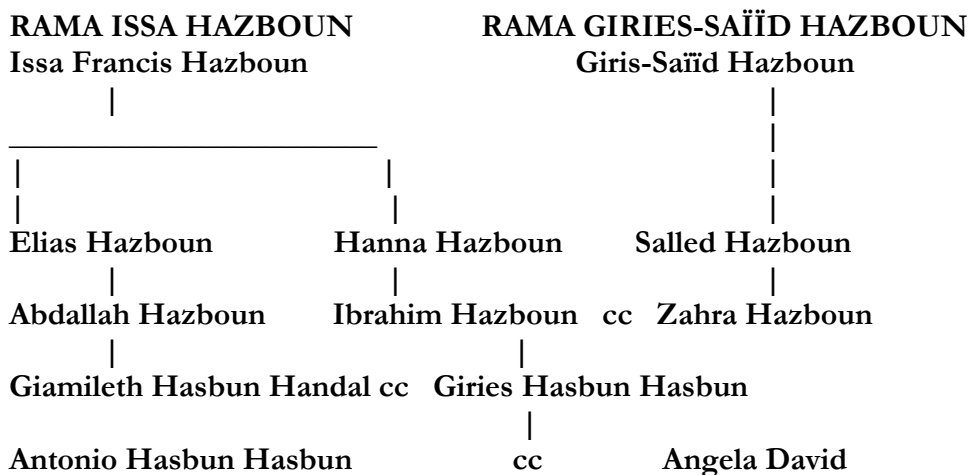 RAMA ISSA HAZBOUN RAMA GIRIES-SAÏÏD HAZBOUN
Issa Francis Hazboun Giris-Saïïd Hazboun
Elias Hazboun Hanna Hazboun Salled Hazboun
Abdallah Hazboun Ibrahim Hazboun cc Zahra Hazboun
Giamileth Hasbun Handal cc Giries Hasbun Hasbun
Antonio Hasbun Hasbun cc Angela David